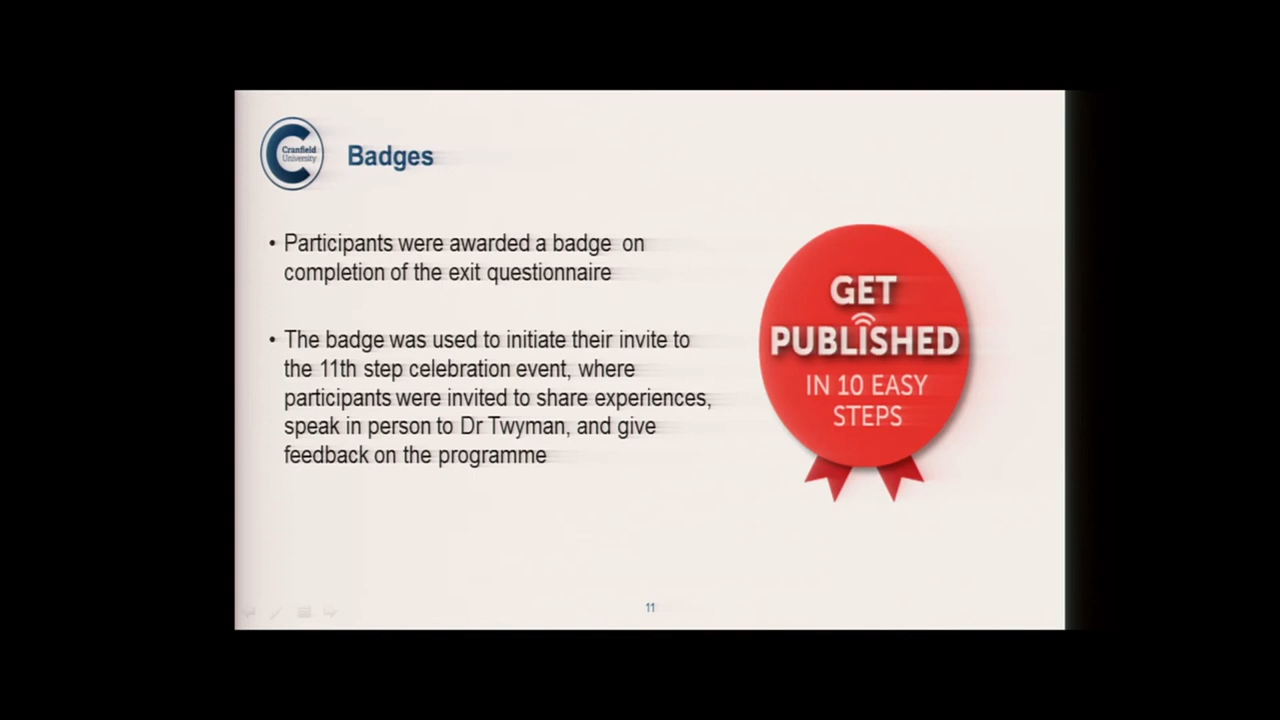 Cranfield
University
Badges
• Participants were awarded a badge on
completion of the exit questionnaire
• The badge was used to initiate their invite to
the 11th step celebration event, where
participants were invited to share experiences,
speak in person to Dr Twyman, and give
feedback on the programme
GET
PUBLISHED
IN 10 EASY
STEPS
11